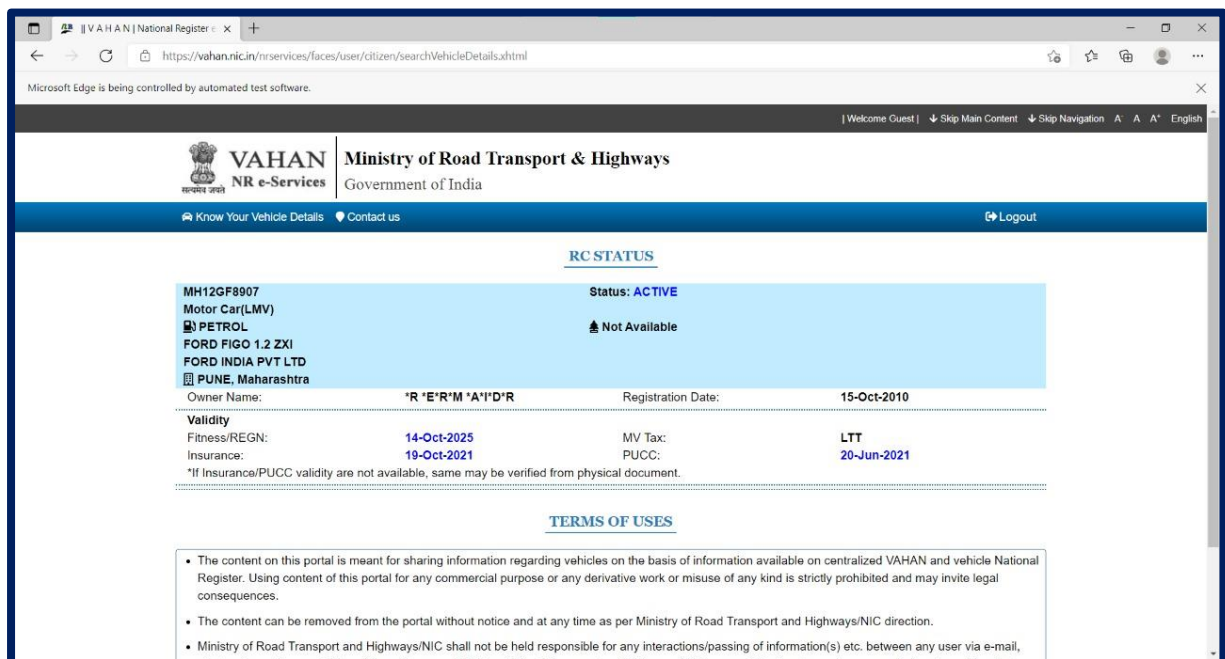 || V A H A N | National Register e
https://vahan.nic.in/nrservices/faces/user/citizen/searchVehicleDetails.xhtml
Microsoft Edge is being controlled by automated test software.
| Welcome Guest | Skip Main Content Skip Navigation A- A A+ English
VAHAN
NR e-Services
सत्यमेव जयते
Ministry of Road Transport & Highways
Government of India
Know Your Vehicle Details Contact us Logout
RC STATUS
MH12GF8907 Status: ACTIVE
Motor Car(LMV)
PETROL Not Available
FORD FIGO 1.2 ZXI
FORD INDIA PVT LTD
PUNE, Maharashtra
Owner Name: *R *E*R*M *A*I*D*R Registration Date: 15-Oct-2010
Validity
Fitness/REGN: 14-Oct-2025 MV Tax: LTT
Insurance: 19-Oct-2021 PUCC: 20-Jun-2021
*If Insurance/PUCC validity are not available, same may be verified from physical document.
TERMS OF USES
• The content on this portal is meant for sharing information regarding vehicles on the basis of information available on centralized VAHAN and vehicle National
Register. Using content of this portal for any commercial purpose or any derivative work or misuse of any kind is strictly prohibited and may invite legal
consequences.
• The content can be removed from the portal without notice and at any time as per Ministry of Road Transport and Highways/NIC direction.
• Ministry of Road Transport and Highways/NIC shall not be held responsible for any interactions/passing of information(s) etc. between any user via e-mail,